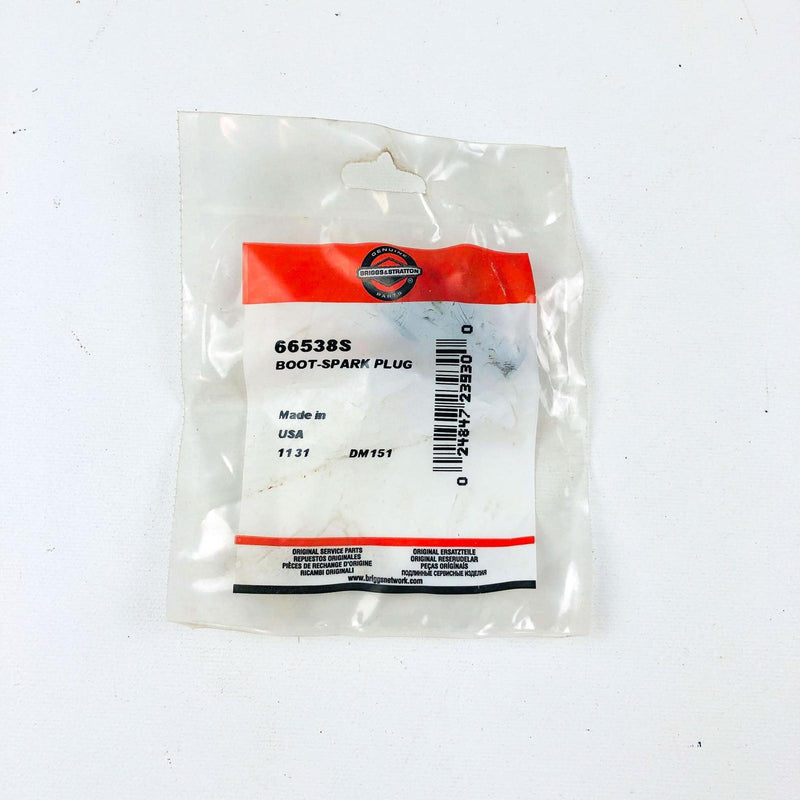 GENUINE
BRIGGS & STRATTON
PARTS
®
66538S
BOOT-SPARK PLUG
Made in
USA
1131 DM151
0 24847 23930 0
ORIGINAL SERVICE PARTS
REPUESTOS ORIGINALES
PIÈCES DE RECHANGE D'ORIGINE
RICAMBI ORIGINALI
ORIGINAL ERSATZTEILE
ORIGINAL RESERUDELAR
PEÇAS ORIGÍNAIS
ПОДЛИННЫЕ СЕРВИСНЫЕ ИЗДЕЛИЯ
www.briggsnetwork.com